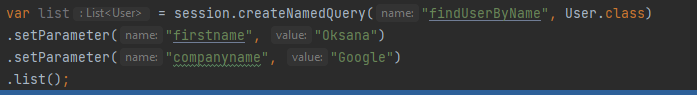 var list : List<User> = session.createNamedQuery( name: "findUserByName", User.class)
.setParameter( name: "firstname", value: "Oksana")
.setParameter( name: "companyname", value: "Google")
.list();